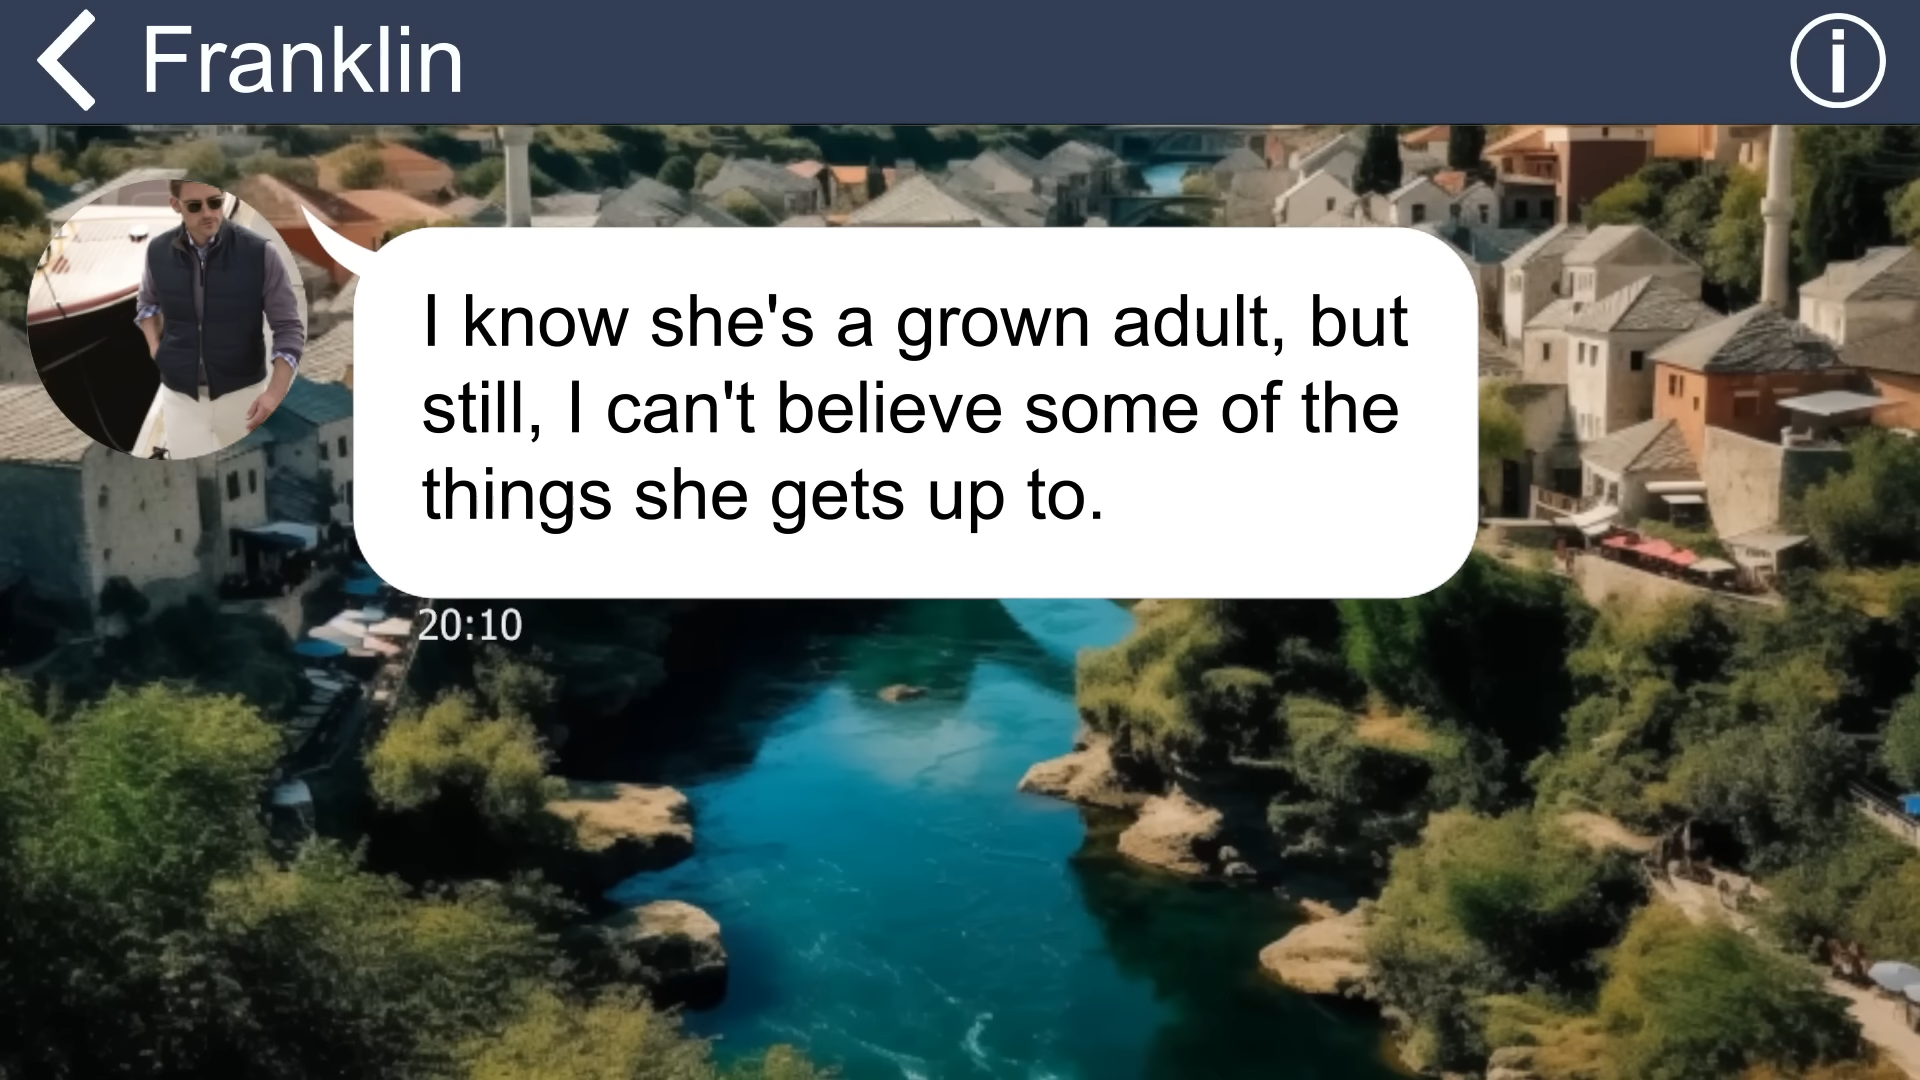 Franklin
I know she's a grown adult, but
still, I can't believe some of the
things she gets up to.
20:10